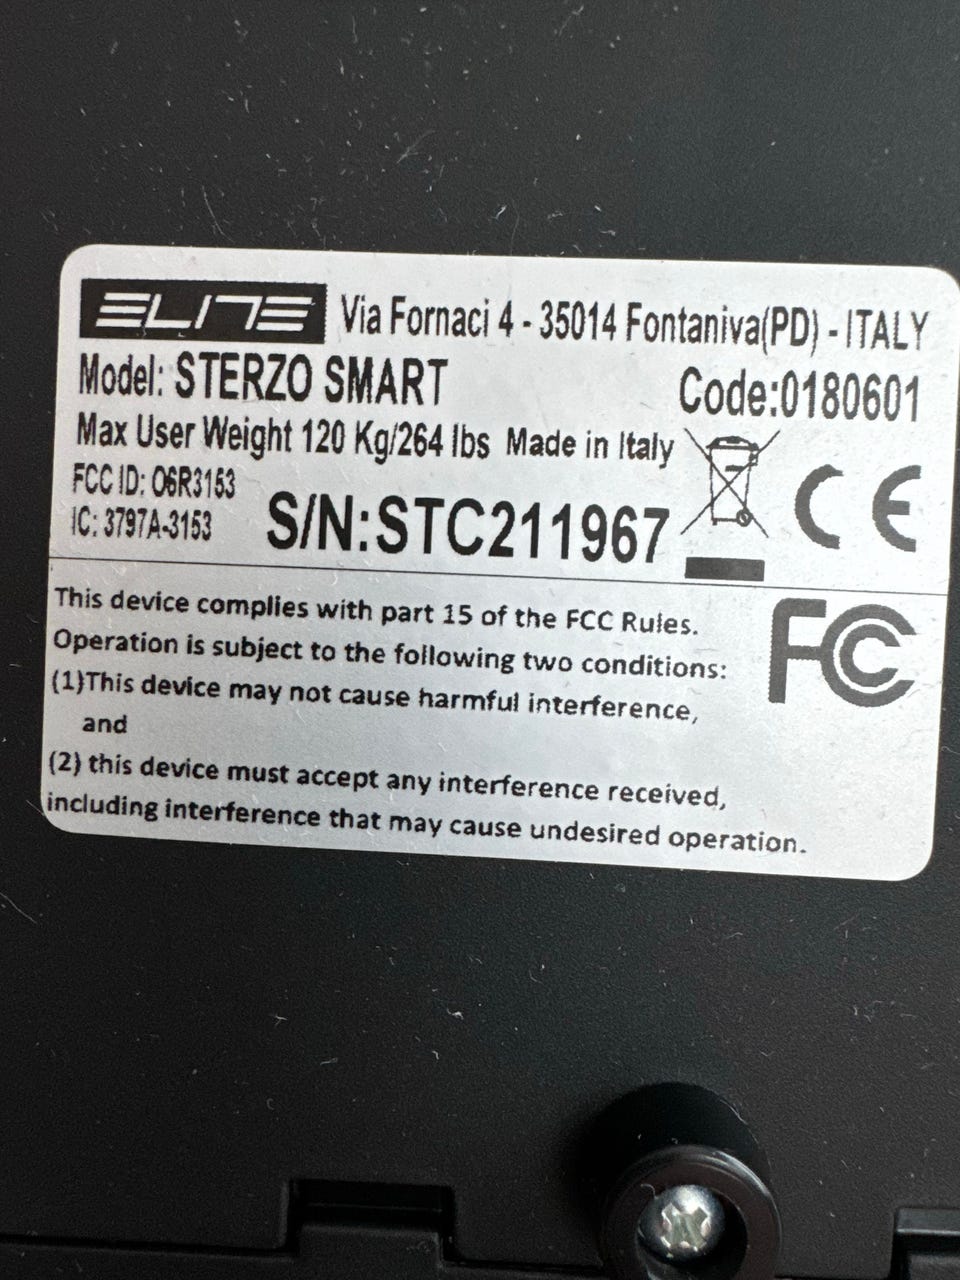 ELITE Via Fornaci 4 - 35014 Fontaniva(PD) - ITALY
Model: STERZO SMART Code:0180601
Max User Weight 120 Kg/264 lbs Made in Italy
FCC ID: O6R3153
IC: 3797A-3153
S/N:STC211967
CE
This device complies with part 15 of the FCC Rules.
Operation is subject to the following two conditions:
(1)This device may not cause harmful interference,
and
(2) this device must accept any interference received,
including interference that may cause undesired operation.
FC